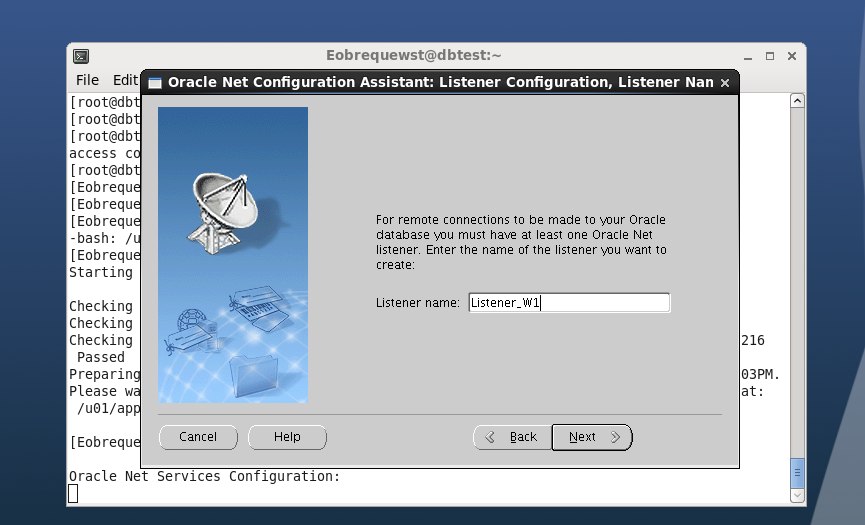 Eobrequewst@dbtest:~
File Edit
Oracle Net Configuration Assistant: Listener Configuration, Listener Nam
[root@dbt
[root@dbt
[root@dbt
access co
[root@dbt
[Eobreque
[Eobreque
[Eobreque
-bash: /u
[Eobreque
Starting
Checking
Checking
Checking 216
Passed
Preparing 03PM.
Please wa at:
/u01/app
[Eobreque
Oracle Net Services Configuration:
For remote connections to be made to your Oracle
database you must have at least one Oracle Net
listener. Enter the name of the listener you want to
create:
Listener name: Listener_W1
Cancel Help Back Next